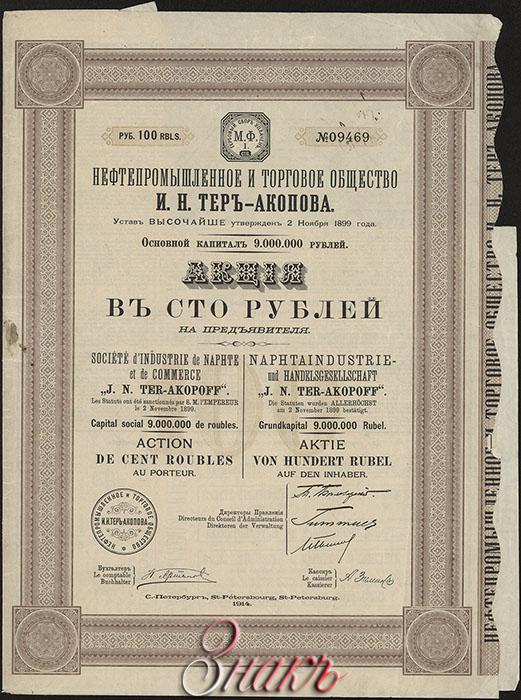 РУБ. 100 RBLS.
М.Ф.
I.
№09469
НЕФТЕПРОМЫШЛЕННОЕ И ТОРГОВОЕ ОБЩЕСТВО
И. Н. ТЕРЪ-АКОПОВА.
Уставъ ВЫСОЧАЙШЕ утвержденъ 2 Ноября 1899 года.
Основной капиталъ 9.000.000 рублей.
АКЦІЯ
ВЪ СТО РУБЛЕЙ
НА ПРЕДЪЯВИТЕЛЯ.
SOCIÉTÉ d'INDUSTRIE de NAPHTE
et de COMMERCE
„J. N. TER-AKOPOFF“.
Les Statuts ont été sanctionnés par S. M. l'EMPEREUR
le 2 Novembre 1899.
Capital social 9.000.000 de roubles.
ACTION
DE CENT ROUBLES
AU PORTEUR.
NAPHTAINDUSTRIE-
und HANDELSGESELLSCHAFT
„J. N. TER-AKOPOFF“.
Die Statuten wurden ALLERHÖCHST
am 2 November 1899 bestätigt.
Grundkapital 9.000.000 Rubel.
AKTIE
VON HUNDERT RUBEL
AUF DEN INHABER.
НЕФТЕПРОМЫШЛЕННОЕ И ТОРГОВОЕ ОБЩЕСТВО
И.Н.ТЕРЪ-АКОПОВА.
Директоры Правленія
Directeurs du Conseil d'Administration
Direktoren der Verwaltung
Бухгалтеръ
Le comptable
Buchhalter
Кассиръ
Le caissier
Kassierer
С.-Петербургъ, St-Pétersbourg, St-Petersburg.
1914.
НЕФТЕПРОМЫШЛЕННОЕ И ТОРГОВОЕ ОБЩЕСТВО И. Н. ТЕРЪ-АКОПОВА
Знакъ